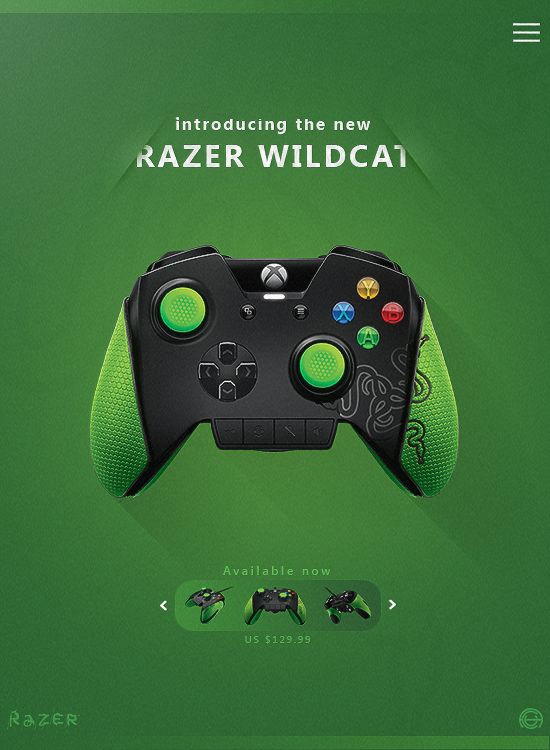 introducing the new
RAZER WILDCAT
Y
X
B
A
Available now
US $129.99
RAZER